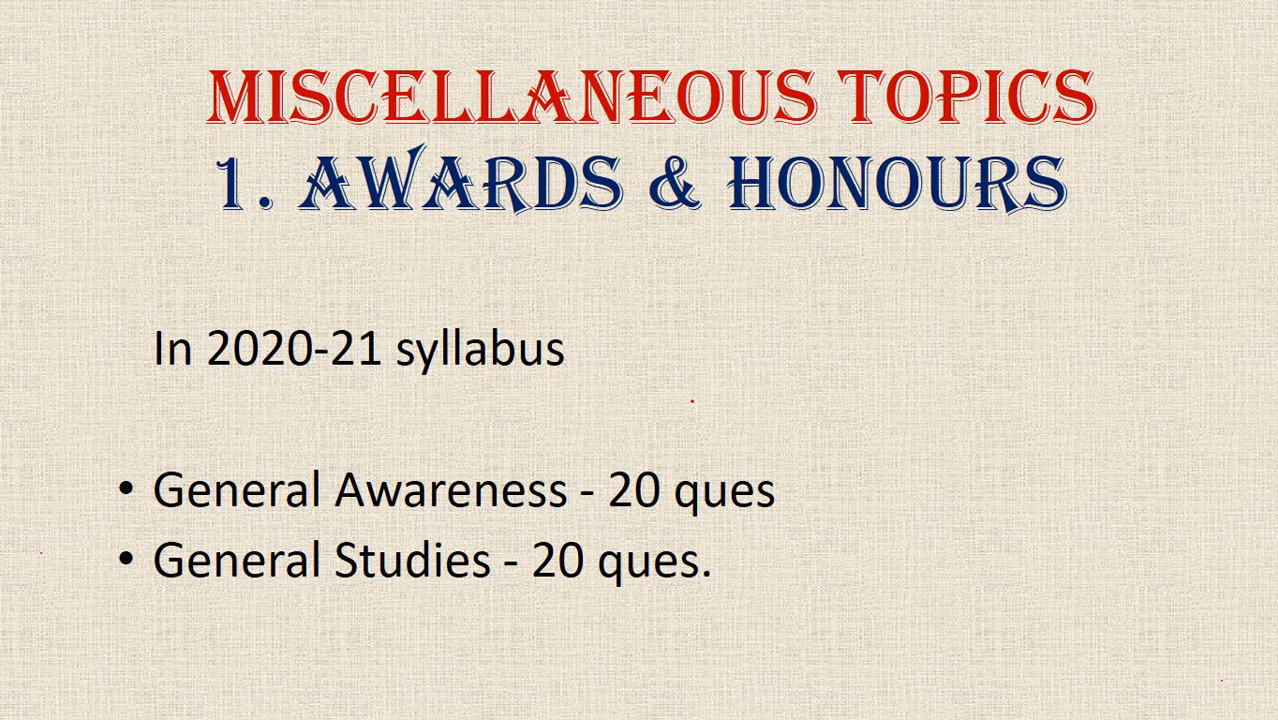 MISCELLANEOUS TOPICS
1. AWARDS & HONOURS
In 2020-21 syllabus
• General Awareness - 20 ques
• General Studies - 20 ques.